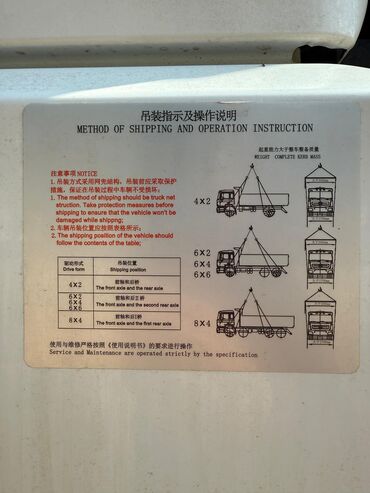 吊装指示及操作说明
METHOD OF SHIPPING AND OPERATION INSTRUCTION
起重能力大于整车整备质量
WEIGHT COMPLETE KERB MASS
注意事项 NOTICE
1. 吊装方式采用网兜结构，吊装前应采取保护
措施，保证在吊装过程中车辆不受损坏；
1. The method of shipping should be truck net
struction. Take protection measures before
shipping to ensure that the vehicle won't be
damaged while shippng;
2. 车辆吊装位置应按照表格所示；
2. The shipping position of the vehicle should
follow the contents of the table;
驱动形式 吊装位置
Drive form Shipping position
4×2 前轴和后桥
The front axle and the rear axle
6×2
6×4
6×6
前轴和后II桥
The front axle and the second rear axle
8×4 前轴和后I桥
The front axle and the first rear axle
4×2
6×2
6×4
6×6
8×4
使用与维修严格按照《使用说明书》的要求进行操作
Service and Maintenance are operated strictly by the specification